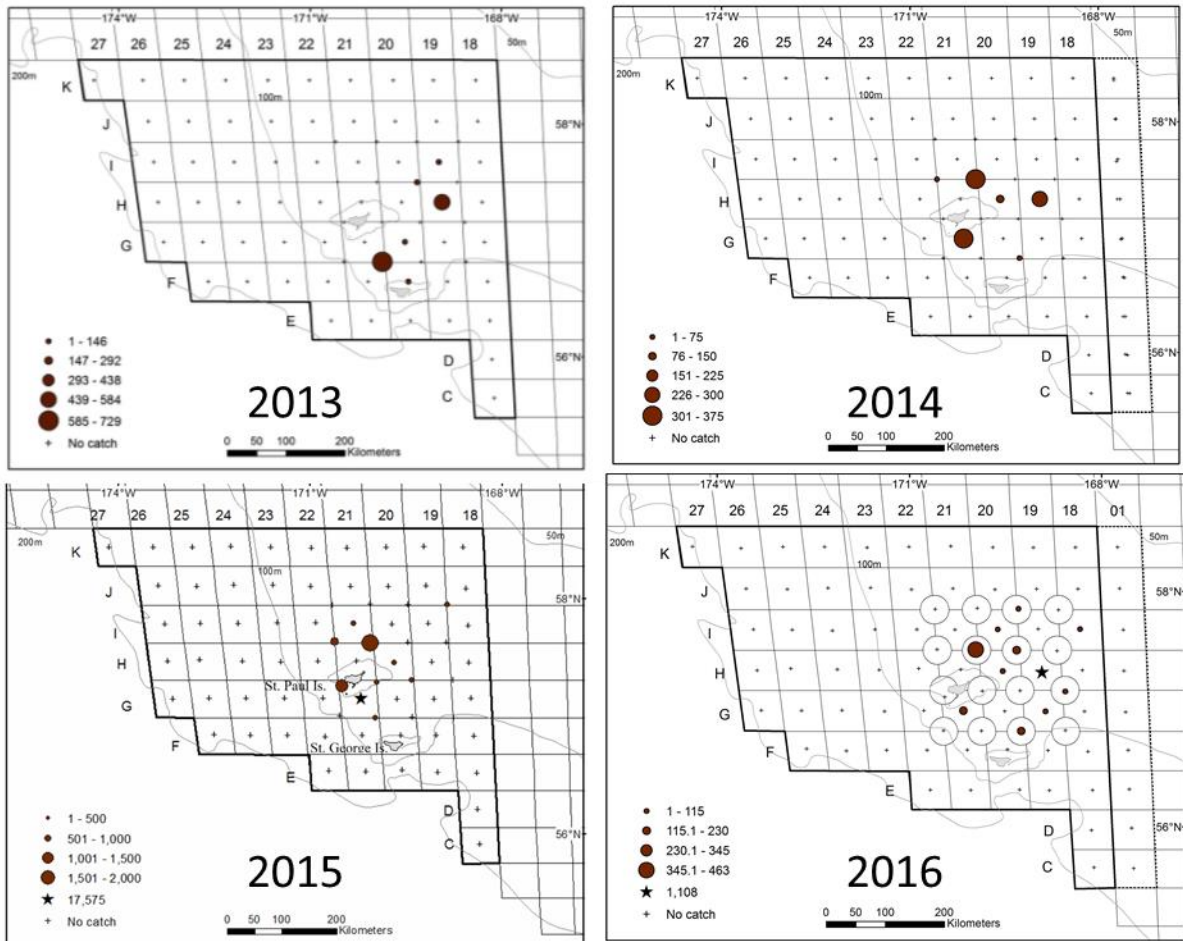 174°W 171°W 168°W
27 26 25 24 23 22 21 20 19 18 50m
200m
K
100m
J
58°N
I
H
G
F
E
1 - 146
147 - 292
293 - 438
439 - 584
585 - 729
No catch
D
56°N
C
2013
0 50 100 200
Kilometers
174°W 171°W 168°W
27 26 25 24 23 22 21 20 19 18 50m
200m
K
100m
J
58°N
I
H
G
F
E
1 - 75
76 - 150
151 - 225
226 - 300
301 - 375
No catch
D
56°N
C
2014
0 50 100 200
Kilometers
174°W 171°W 168°W
27 26 25 24 23 22 21 20 19 18 50m
200m
K
100m
J
58°N
I
H
St. Paul Is.
G
F
St. George Is.
E
1 - 500
501 - 1,000
1,001 - 1,500
1,501 - 2,000
17,575
No catch
D
56°N
C
2015
0 50 100 200
Kilometers
174°W 171°W 168°W
27 26 25 24 23 22 21 20 19 18 01
200m 50m
K
100m
J
58°N
I
H
G
F
E
1 - 115
115.1 - 230
230.1 - 345
345.1 - 463
1,108
No catch
D
56°N
C
2016
0 50 100 200
Kilometers